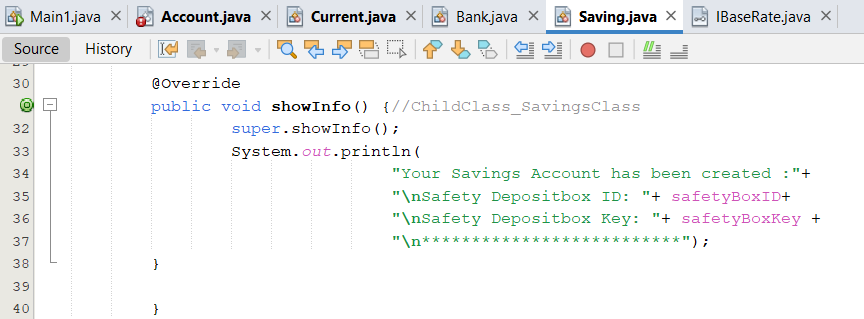 Main1.java Account.java Current.java Bank.java Saving.java IBaseRate.java
Source History
30 @Override
public void showInfo() {//ChildClass_SavingsClass
32 super.showInfo();
33 System.out.println(
34 "Your Savings Account has been created :"+
35 "\nSafety Depositbox ID: "+ safetyBoxID+
36 "\nSafety Depositbox Key: "+ safetyBoxKey +
37 "\n**************************");
38 }
39
40 }